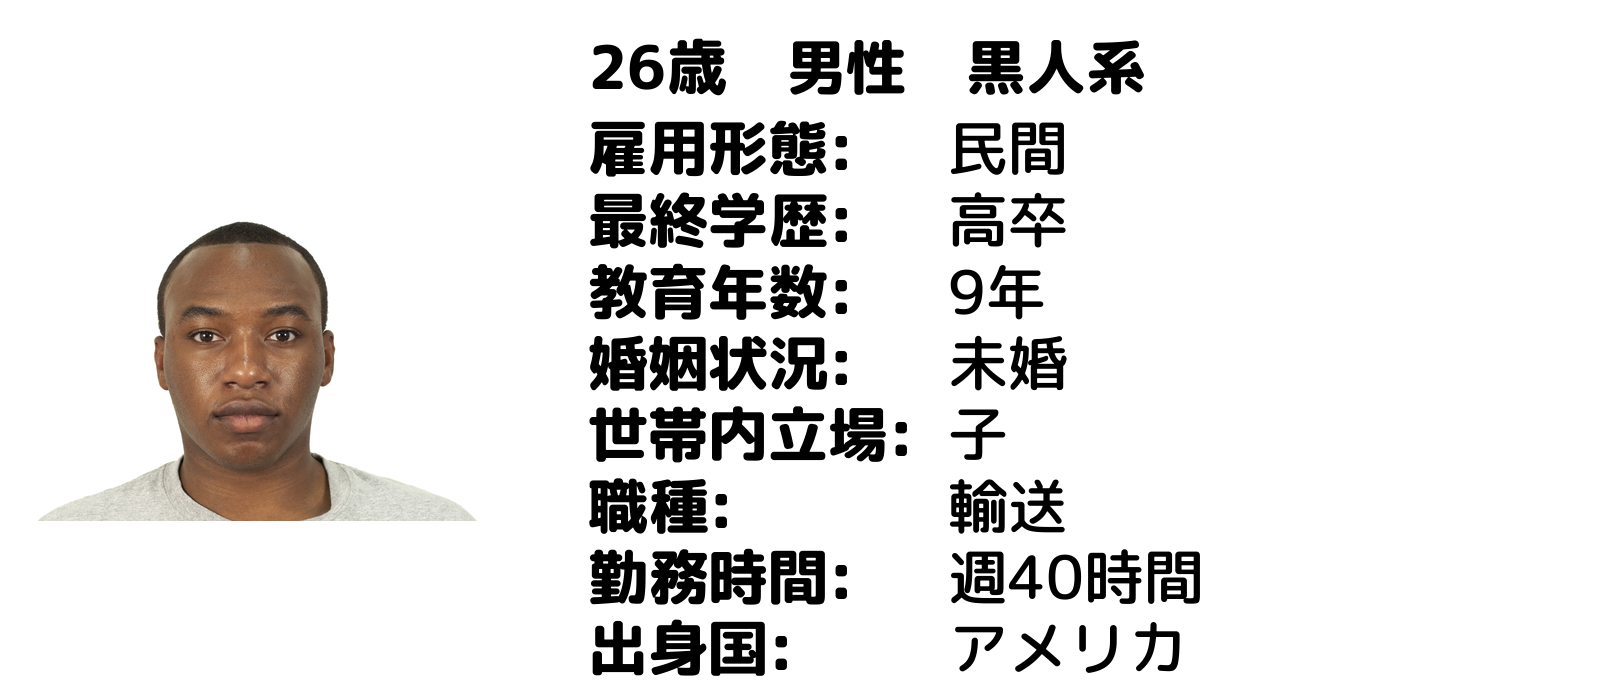 26歳　男性　黒人系
雇用形態:　民間
最終学歴:　高卒
教育年数:　9年
婚姻状況:　未婚
世帯内立場:　子
職種:　輸送
勤務時間:　週40時間
出身国:　アメリカ